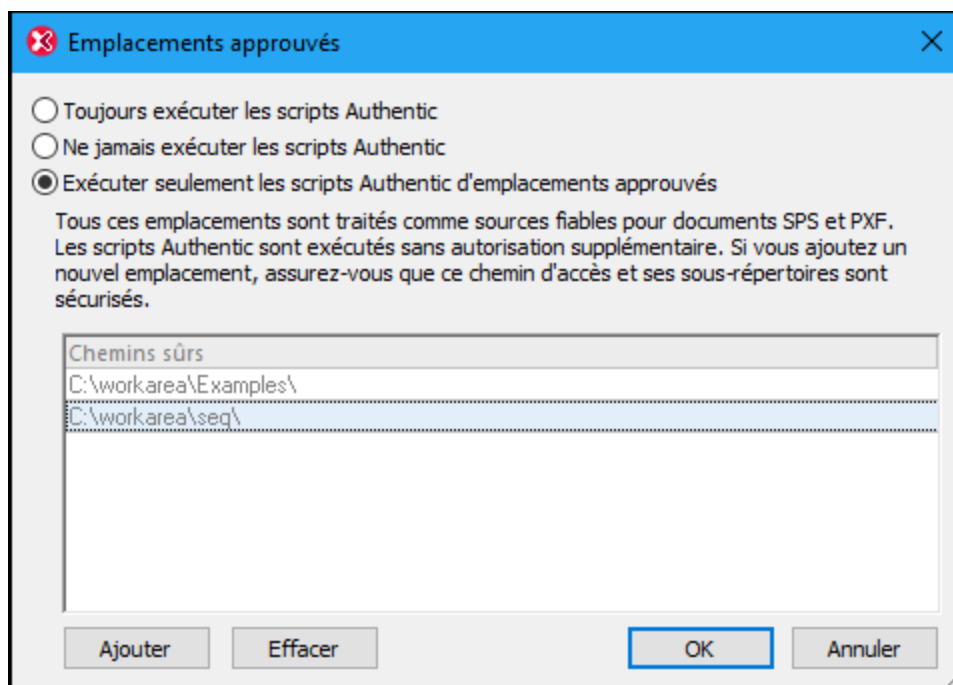 Emplacements approuvés
Toujours exécuter les scripts Authentic
Ne jamais exécuter les scripts Authentic
Exécuter seulement les scripts Authentic d'emplacements approuvés
Tous ces emplacements sont traités comme sources fiables pour documents SPS et PXF.
Les scripts Authentic sont exécutés sans autorisation supplémentaire. Si vous ajoutez un
nouvel emplacement, assurez-vous que ce chemin d'accès et ses sous-répertoires sont
sécurisés.
Chemins sûrs
C:\workarea\Examples\
C:\workarea\seq\
Ajouter
Effacer
OK
Annuler